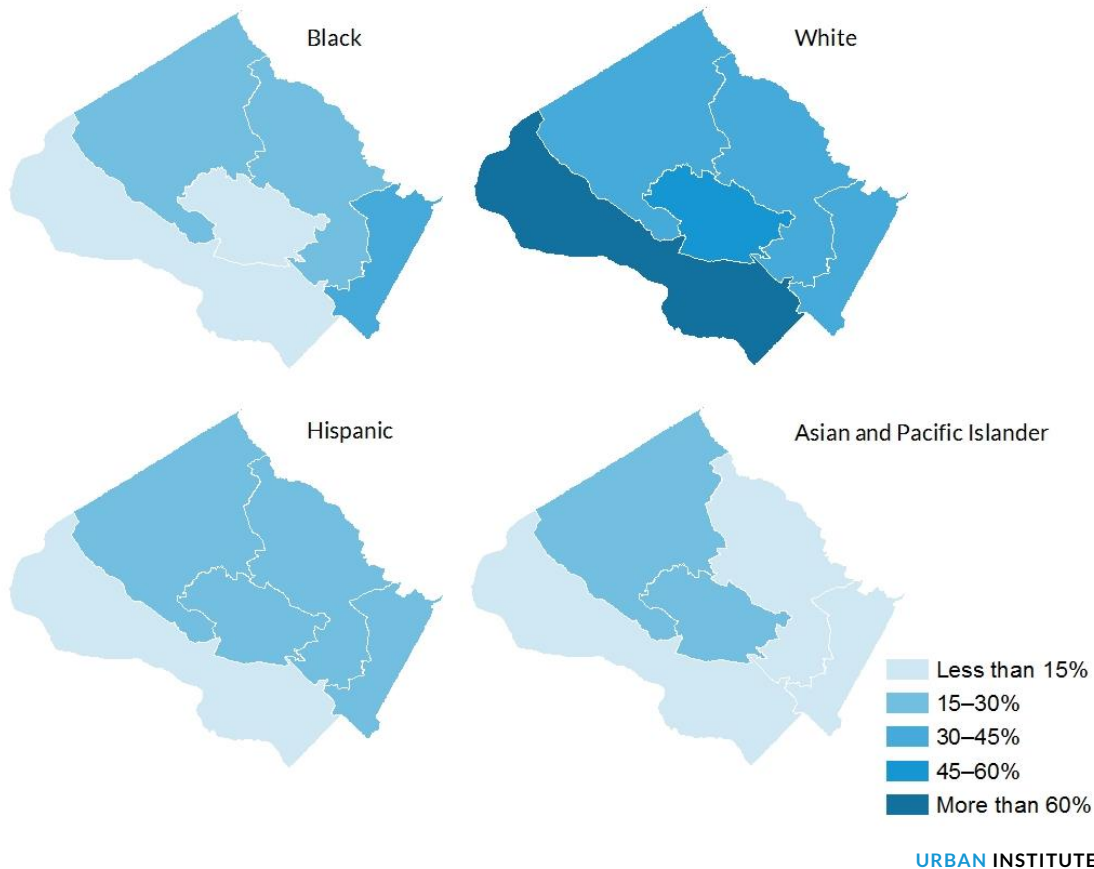 Black
White
Hispanic
Asian and Pacific Islander
Less than 15%
15–30%
30–45%
45–60%
More than 60%
URBAN INSTITUTE